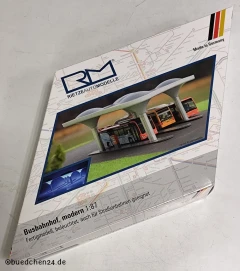 Made in Germany
RM
RIETZE AUTOMODELLE
Busbahnhof, modern 1:87
Fertigmodell, beleuchtet, auch für Straßenbahnen geeignet
©buedchen24.de